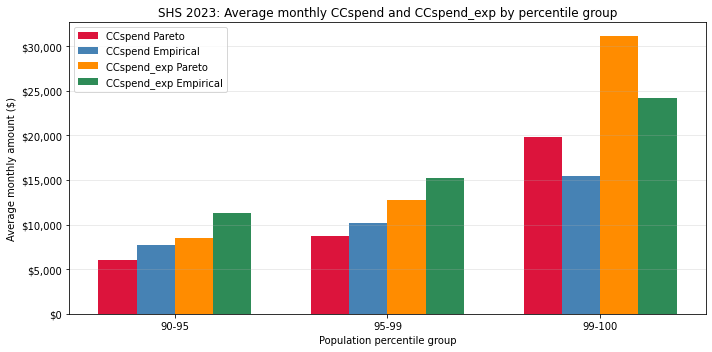 SHS 2023: Average monthly CCspend and CCspend_exp by percentile group
CCspend Pareto
CCspend Empirical
CCspend_exp Pareto
CCspend_exp Empirical
Average monthly amount ($)
$30,000
$25,000
$20,000
$15,000
$10,000
$5,000
$0
90-95
95-99
99-100
Population percentile group